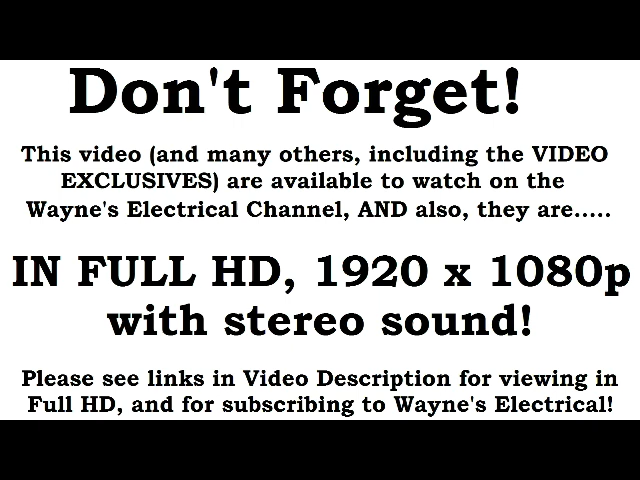 Don't Forget!
This video (and many others, including the VIDEO
EXCLUSIVES) are available to watch on the
Wayne's Electrical Channel, AND also, they are.....
IN FULL HD, 1920 x 1080p
with stereo sound!
Please see links in Video Description for viewing in
Full HD, and for subscribing to Wayne's Electrical!